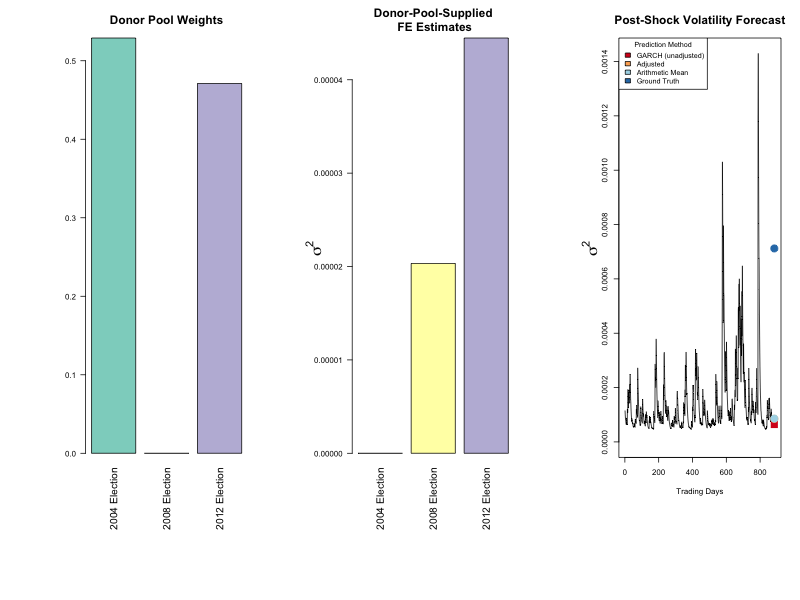 Donor Pool Weights
0.5
0.4
0.3
0.2
0.1
0.0
2004 Election
2008 Election
2012 Election
Donor-Pool-Supplied
FE Estimates
σ²
0.00004
0.00003
0.00002
0.00001
0.00000
2004 Election
2008 Election
2012 Election
Post-Shock Volatility Forecast
Prediction Method
GARCH (unadjusted)
Adjusted
Arithmetic Mean
Ground Truth
σ²
0.0014
0.0012
0.0010
0.0008
0.0006
0.0004
0.0002
0.0000
0 200 400 600 800
Trading Days